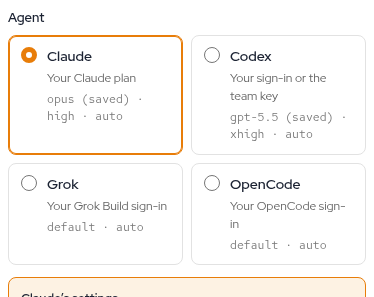 Agent
Claude
Your Claude plan
opus (saved) ·
high · auto
Codex
Your sign-in or the
team key
gpt-5.5 (saved) ·
xhigh · auto
Grok
Your Grok Build sign-in
default · auto
OpenCode
Your OpenCode sign-
in
default · auto
Claude's settings